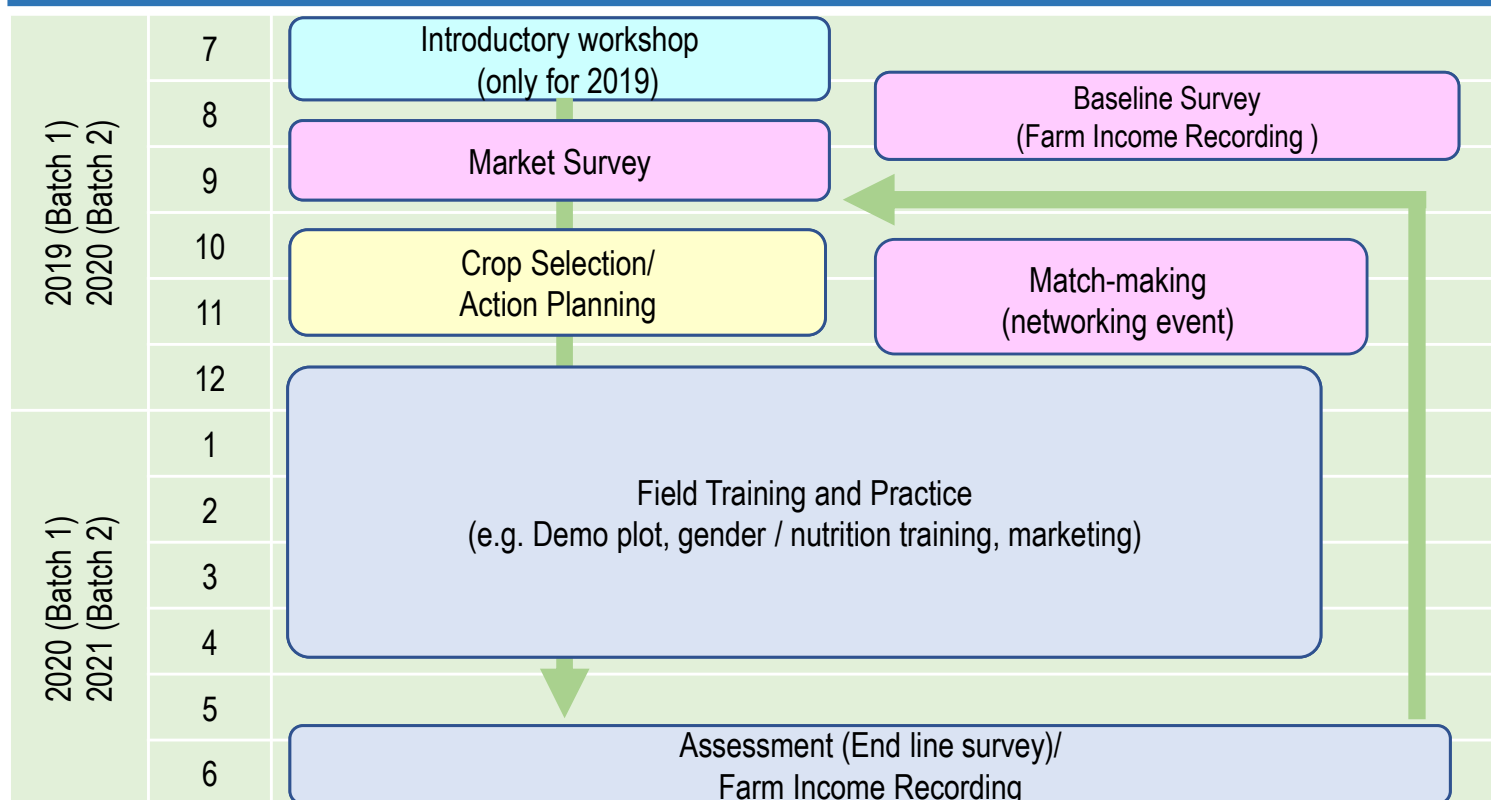 2019 (Batch 1)
2020 (Batch 2)
7
8
9
10
11
12
Introductory workshop
(only for 2019)
Baseline Survey
(Farm Income Recording )
Market Survey
Crop Selection/
Action Planning
Match-making
(networking event)
2020 (Batch 1)
2021 (Batch 2)
1
2
3
4
5
6
Field Training and Practice
(e.g. Demo plot, gender / nutrition training, marketing)
Assessment (End line survey)/
Farm Income Recording